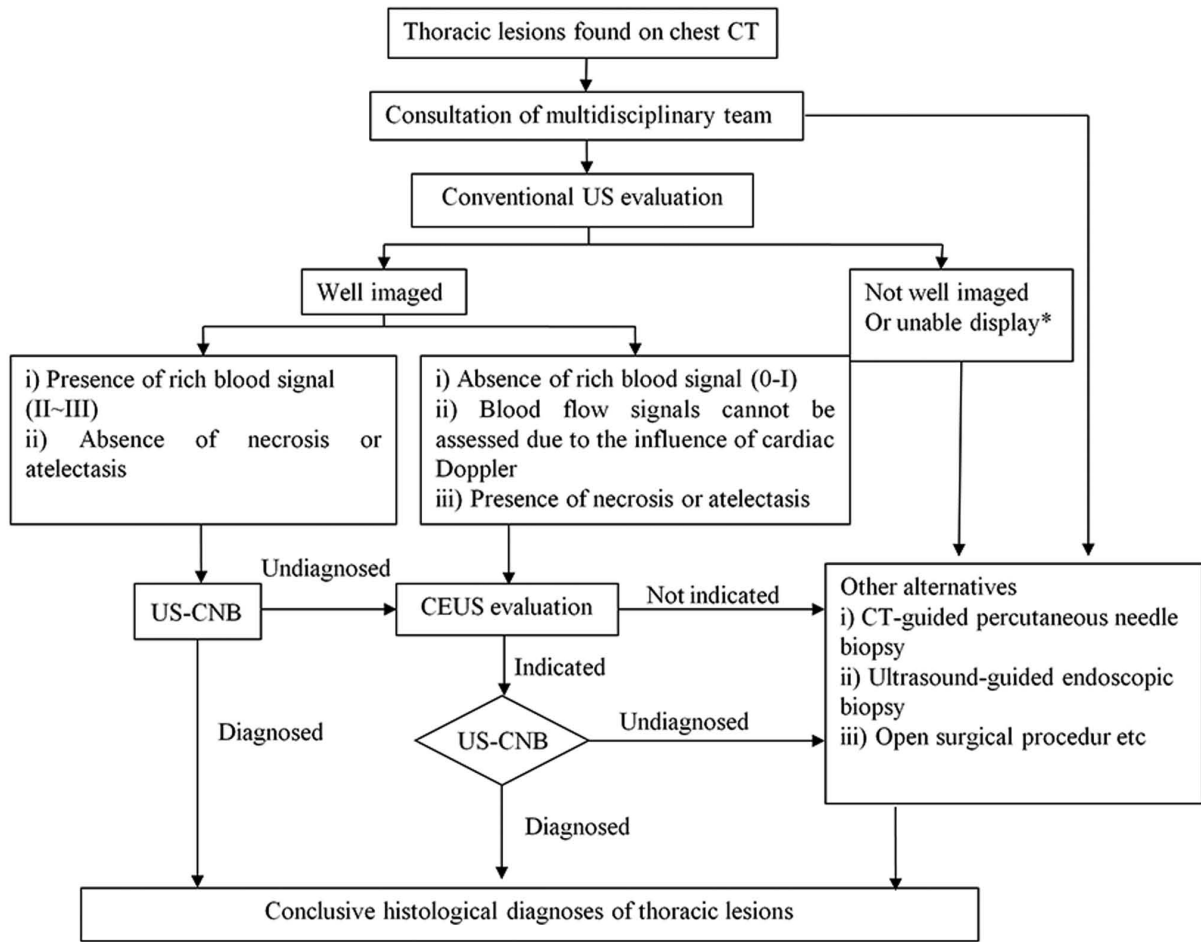 Thoracic lesions found on chest CT
Consultation of multidisciplinary team
Conventional US evaluation
Well imaged
Not well imaged
Or unable display*
i) Presence of rich blood signal
(II~III)
ii) Absence of necrosis or
atelectasis
i) Absence of rich blood signal (0-I)
ii) Blood flow signals cannot be
assessed due to the influence of cardiac
Doppler
iii) Presence of necrosis or atelectasis
US-CNB
Undiagnosed
CEUS evaluation
Not indicated
Other alternatives
i) CT-guided percutaneous needle
biopsy
ii) Ultrasound-guided endoscopic
biopsy
iii) Open surgical procedur etc
Indicated
Diagnosed
US-CNB
Undiagnosed
Diagnosed
Conclusive histological diagnoses of thoracic lesions